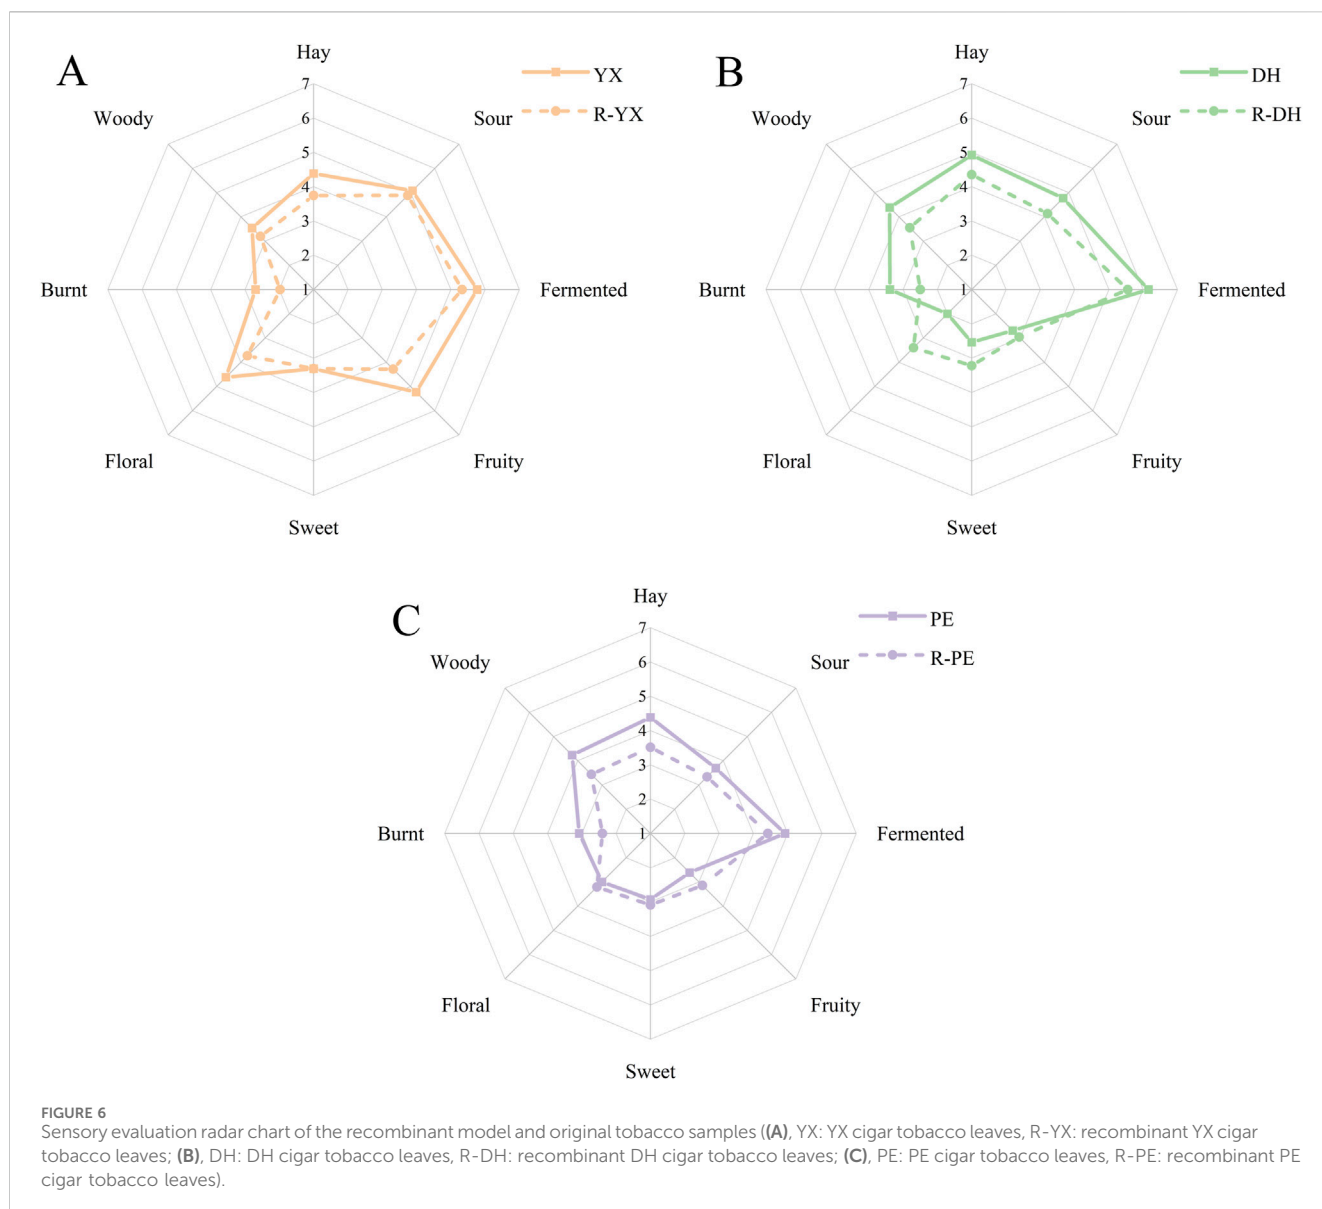 A
Hay
YX
R-YX
Sour
Woody
7
6
5
4
3
2
1
Burnt
Fermented
Floral
Fruity
Sweet
B
Hay
DH
R-DH
Sour
Woody
7
6
5
4
3
2
1
Burnt
Fermented
Floral
Fruity
Sweet
C
Hay
PE
R-PE
Sour
Woody
7
6
5
4
3
2
1
Burnt
Fermented
Floral
Fruity
Sweet
FIGURE 6
Sensory evaluation radar chart of the recombinant model and original tobacco samples ((A), YX: YX cigar tobacco leaves, R-YX: recombinant YX cigar
tobacco leaves; (B), DH: DH cigar tobacco leaves, R-DH: recombinant DH cigar tobacco leaves; (C), PE: PE cigar tobacco leaves, R-PE: recombinant PE
cigar tobacco leaves).